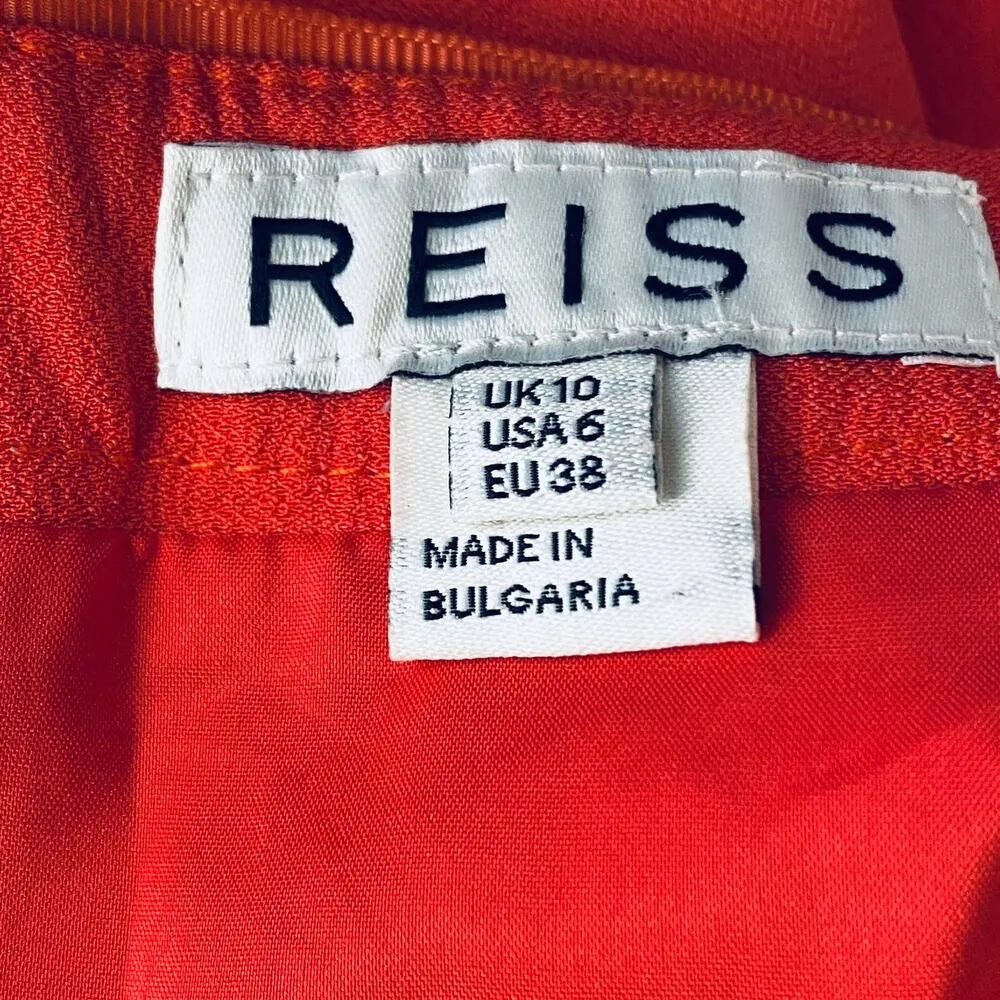 REISS
UK 10
USA 6
EU 38
MADE IN
BULGARIA